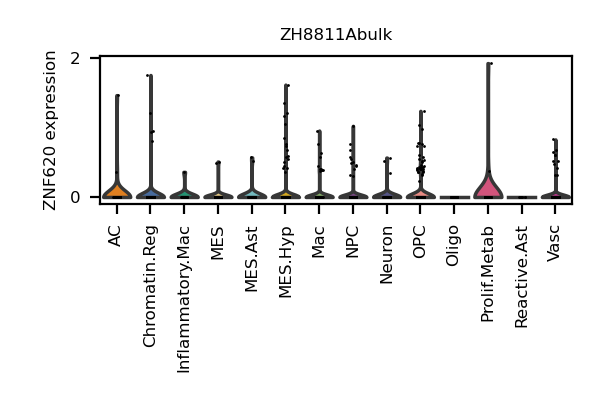 ZH8811Abulk
ZNF620 expression
2
0
AC
Chromatin.Reg
Inflammatory.Mac
MES
MES.Ast
MES.Hyp
Mac
NPC
Neuron
OPC
Oligo
Prolif.Metab
Reactive.Ast
Vasc